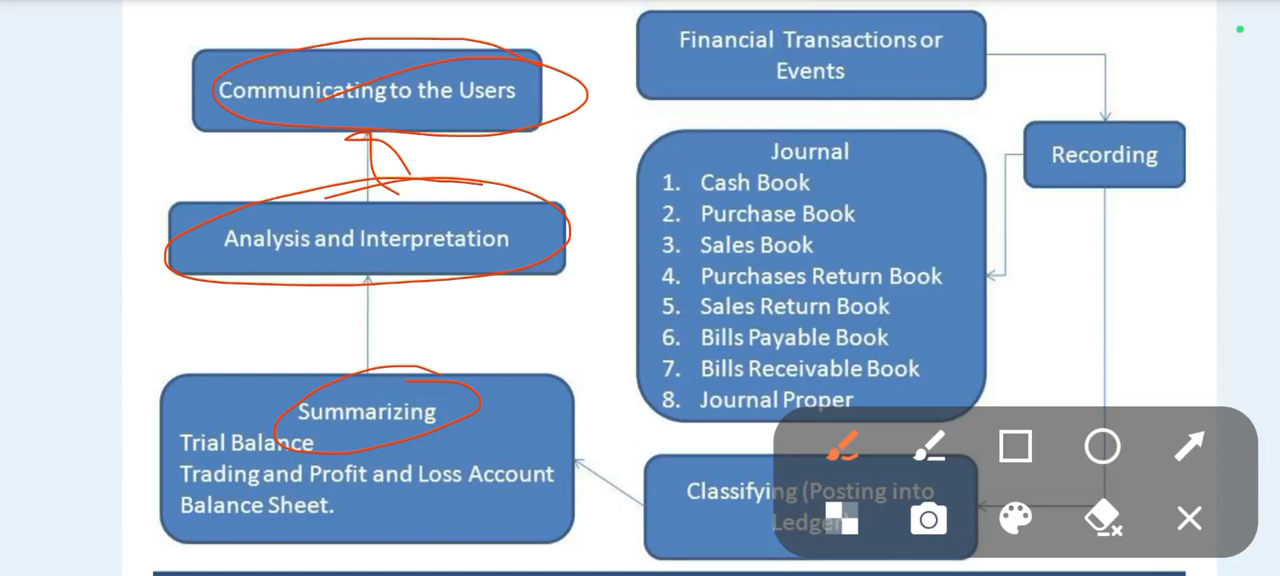 Communicating to the Users
Analysis and Interpretation
Summarizing
Trial Balance
Trading and Profit and Loss Account
Balance Sheet.
Financial Transactions or
Events
Recording
Journal
1. Cash Book
2. Purchase Book
3. Sales Book
4. Purchases Return Book
5. Sales Return Book
6. Bills Payable Book
7. Bills Receivable Book
8. Journal Proper
Classifying (Posting into
Ledger)